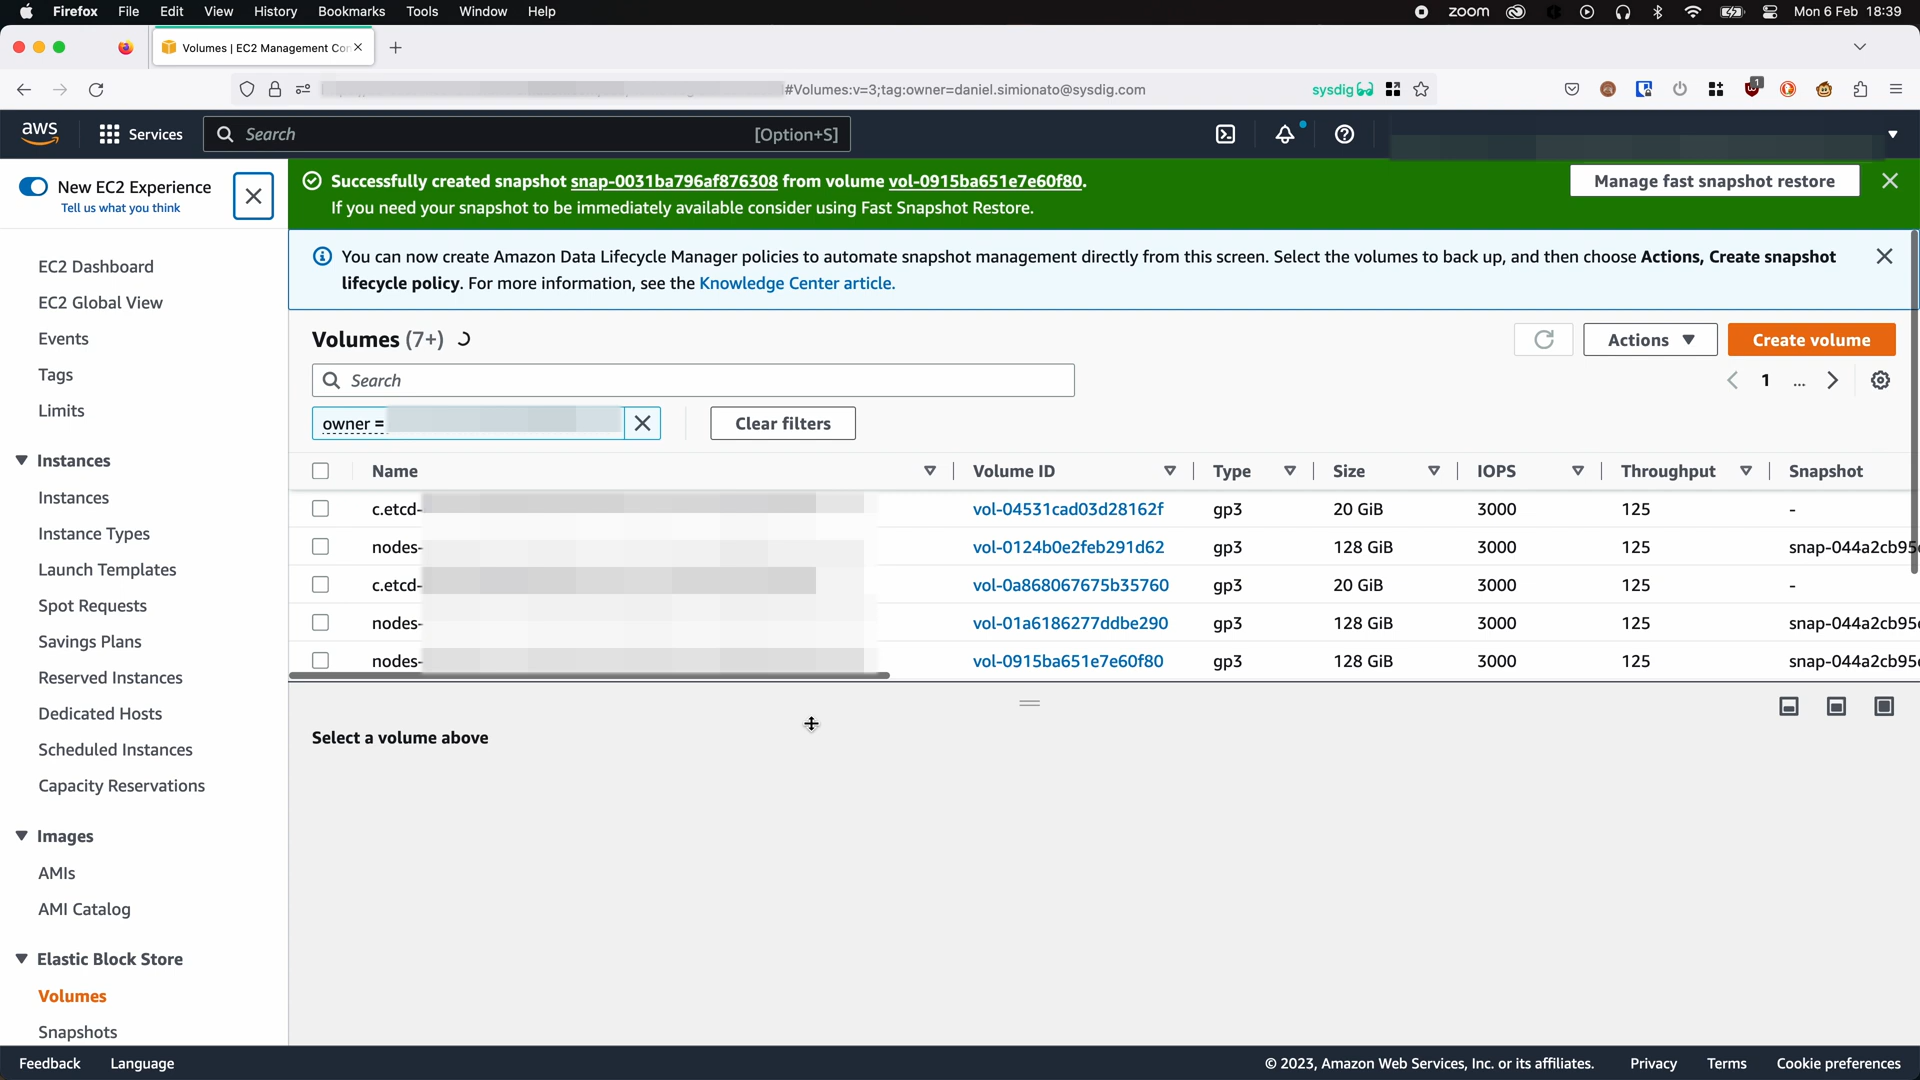 Firefox File Edit View History Bookmarks Tools Window Help zoom Mon 6 Feb 18:39
Volumes | EC2 Management Con
#Volumes:v=3;tag:owner=daniel.simionato@sysdig.com sysdig 1
aws Services Search [Option+S]
New EC2 Experience
Tell us what you think
Successfully created snapshot snap-0031ba796af876308 from volume vol-0915ba651e7e60f80.
If you need your snapshot to be immediately available consider using Fast Snapshot Restore.
Manage fast snapshot restore
You can now create Amazon Data Lifecycle Manager policies to automate snapshot management directly from this screen. Select the volumes to back up, and then choose Actions, Create snapshot
lifecycle policy. For more information, see the Knowledge Center article.
EC2 Dashboard
EC2 Global View
Events
Tags
Limits
Instances
Instances
Instance Types
Launch Templates
Spot Requests
Savings Plans
Reserved Instances
Dedicated Hosts
Scheduled Instances
Capacity Reservations
Images
AMIs
AMI Catalog
Elastic Block Store
Volumes
Snapshots
Volumes (7+)
Actions
Create volume
Search
1 ...
owner =
Clear filters
Name Volume ID Type Size IOPS Throughput Snapshot
c.etcd- vol-04531cad03d28162f gp3 20 GiB 3000 125 -
nodes- vol-0124b0e2feb291d62 gp3 128 GiB 3000 125 snap-044a2cb95
c.etcd- vol-0a868067675b35760 gp3 20 GiB 3000 125 -
nodes- vol-01a6186277ddbe290 gp3 128 GiB 3000 125 snap-044a2cb95
nodes- vol-0915ba651e7e60f80 gp3 128 GiB 3000 125 snap-044a2cb95
Select a volume above
Feedback Language © 2023, Amazon Web Services, Inc. or its affiliates. Privacy Terms Cookie preferences